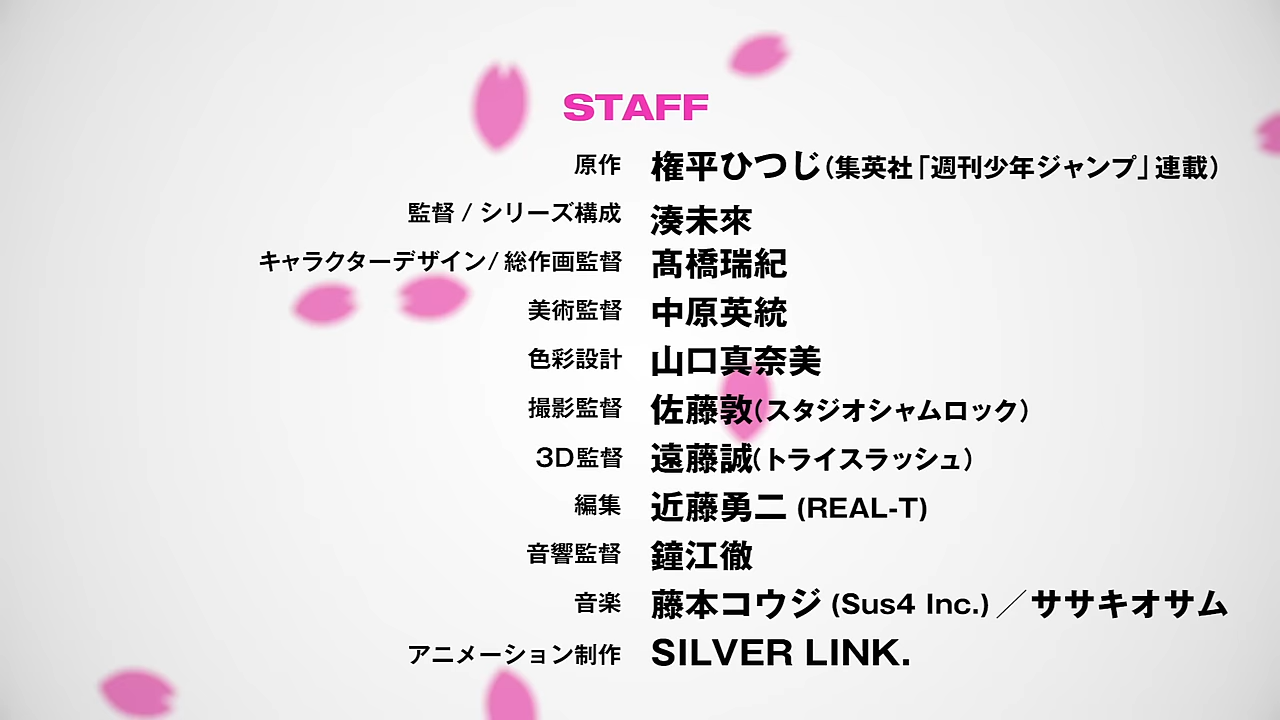 STAFF
原作 権平ひつじ(集英社「週刊少年ジャンプ」連載)
監督 / シリーズ構成 湊未來
キャラクターデザイン / 総作画監督 髙橋瑞紀
美術監督 中原英統
色彩設計 山口真奈美
撮影監督 佐藤敦(スタジオシャムロック)
3D監督 遠藤誠(トライスラッシュ)
編集 近藤勇二 (REAL-T)
音響監督 鐘江徹
音楽 藤本コウジ (Sus4 Inc.) ／ササキオサム
アニメーション制作 SILVER LINK.